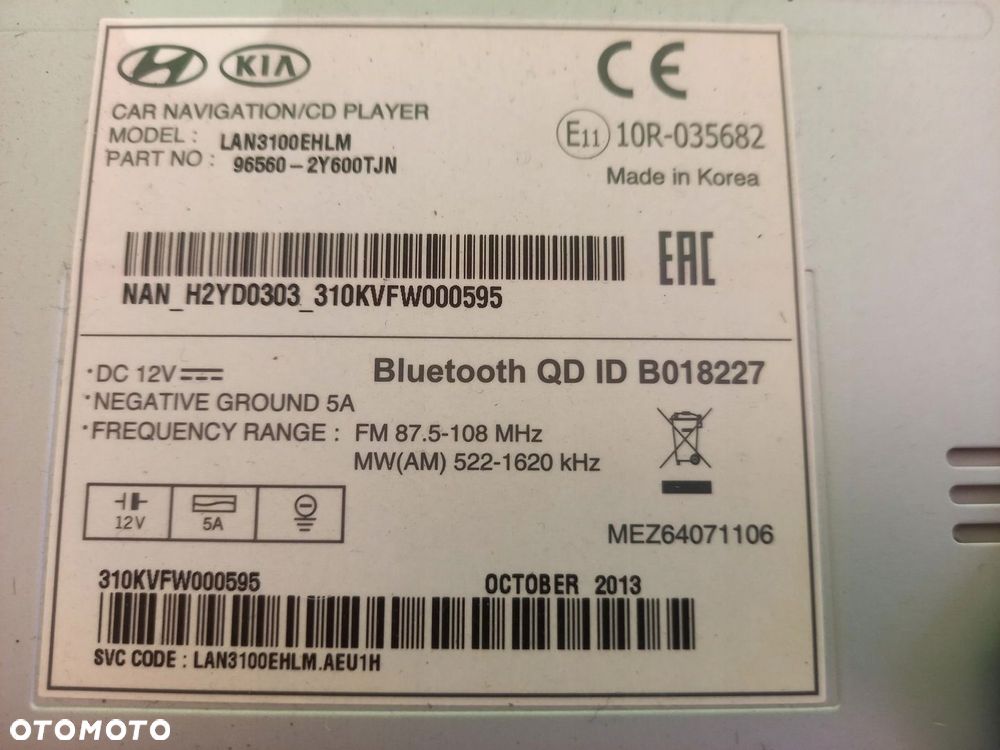 KIA
CE
CAR NAVIGATION/CD PLAYER
MODEL : LAN3100EHLM
PART NO : 96560-2Y600TJN
E11 10R-035682
Made in Korea
EAC
NAN_H2YD0303_310KVFW000595
·DC 12V
Bluetooth QD ID B018227
·NEGATIVE GROUND 5A
·FREQUENCY RANGE : FM 87.5-108 MHz
MW(AM) 522-1620 kHz
12V 5A
MEZ64071106
310KVFW000595 OCTOBER 2013
SVC CODE : LAN3100EHLM.AEU1H
OTOMOTO